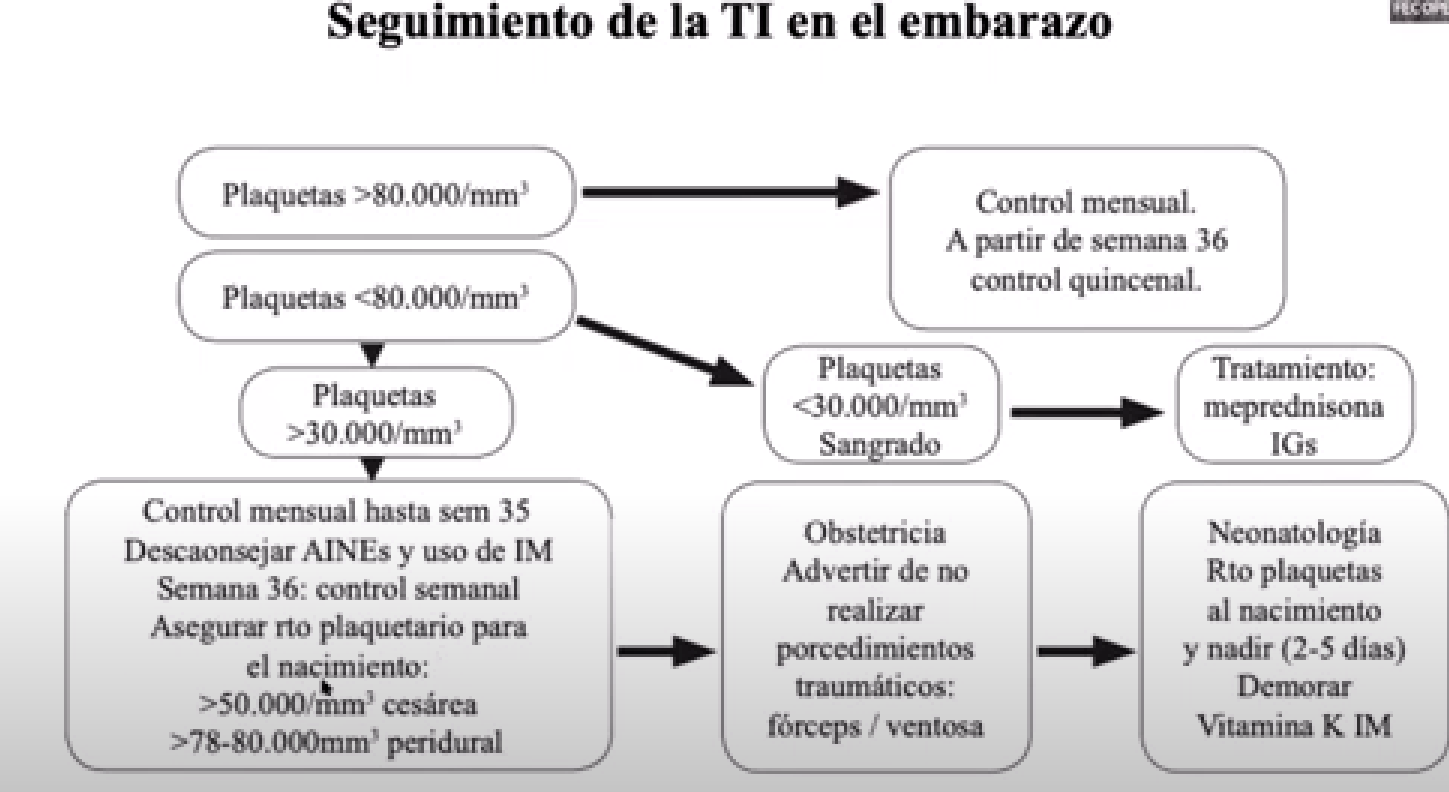 Seguimiento de la TI en el embarazo
Plaquetas >80.000/mm³
Control mensual.
A partir de semana 36
control quincenal.
Plaquetas <80.000/mm³
Plaquetas
>30.000/mm³
Plaquetas
<30.000/mm³
Sangrado
Tratamiento:
meprednisona
IGs
Control mensual hasta sem 35
Descaonsejar AINEs y uso de IM
Semana 36: control semanal
Asegurar rto plaquetario para
el nacimiento:
>50.000/mm³ cesárea
>78-80.000mm³ peridural
Obstetricia
Advertir de no
realizar
porcedimientos
traumáticos:
fórceps / ventosa
Neonatología
Rto plaquetas
al nacimiento
y nadir (2-5 días)
Demorar
Vitamina K IM